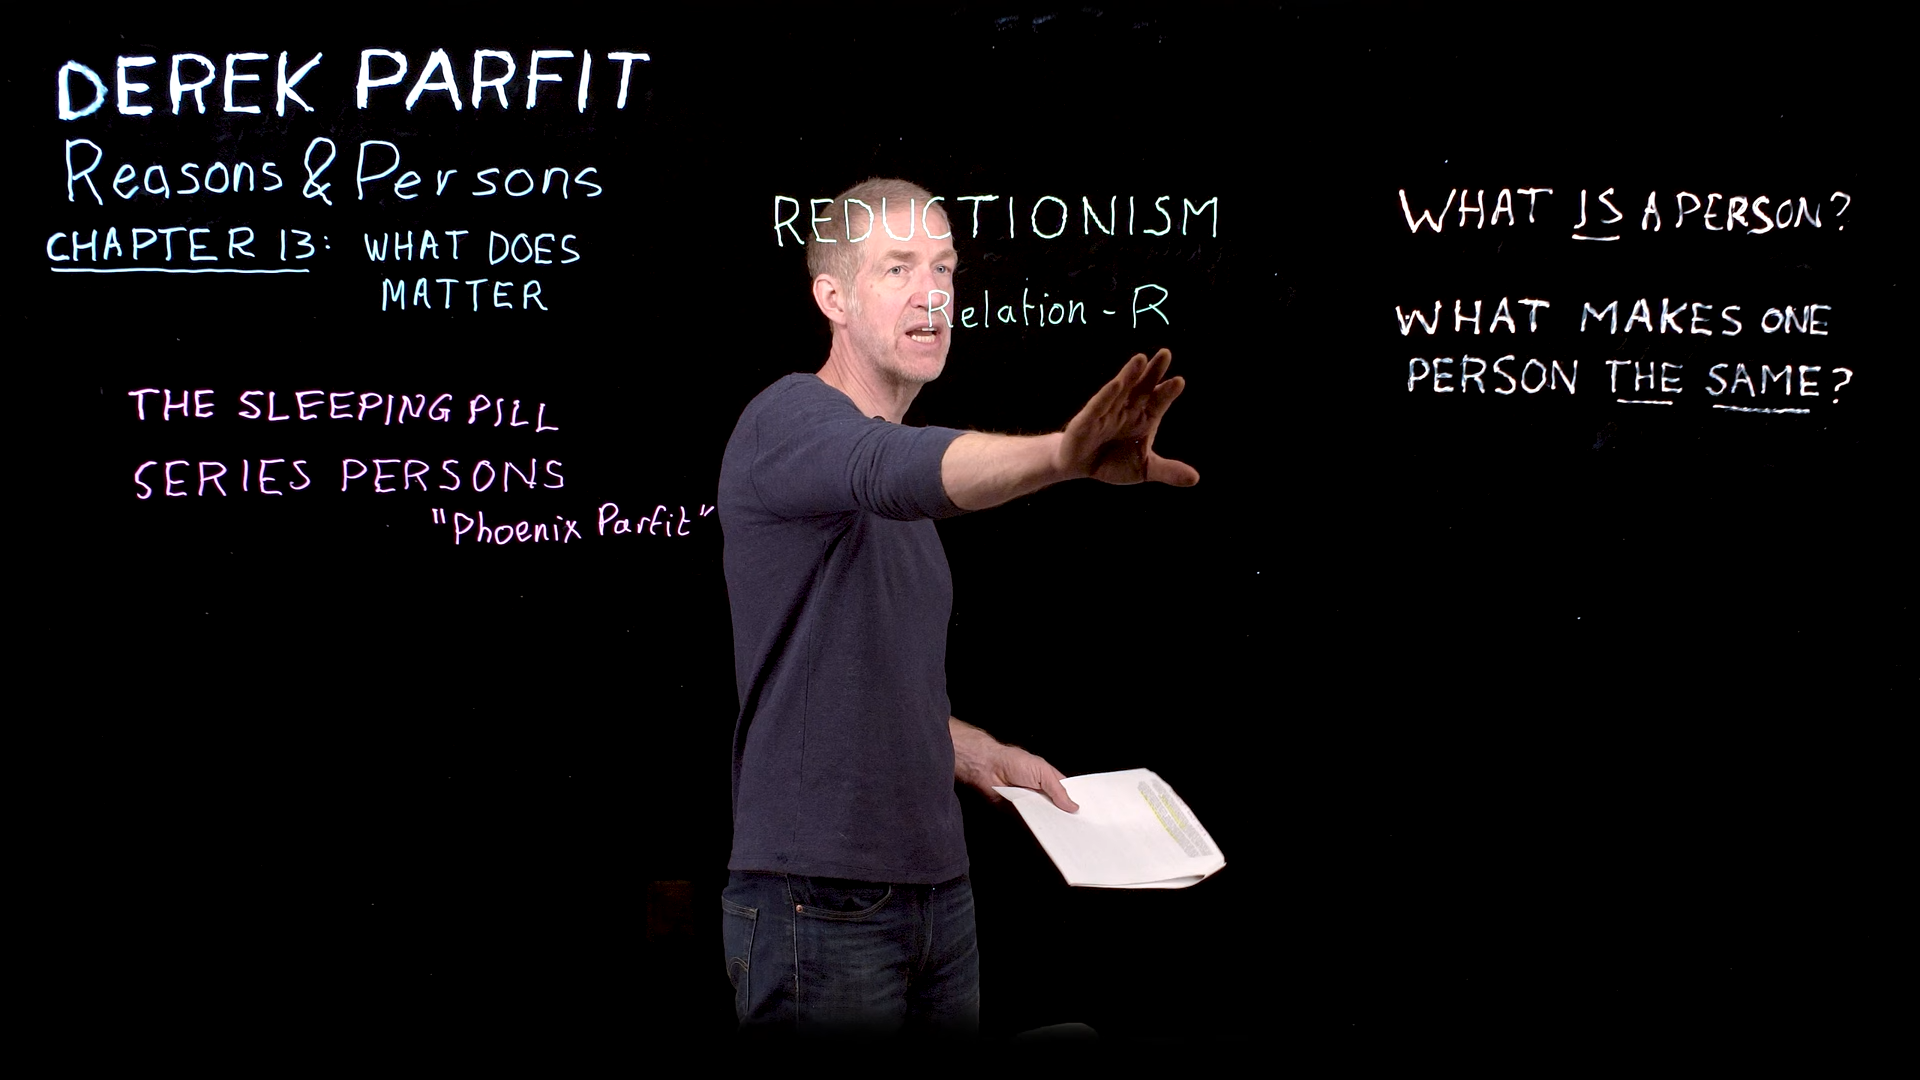 DEREK PARFIT
Reasons & Persons
CHAPTER 13: WHAT DOES
MATTER
THE SLEEPING PILL
SERIES PERSONS
"Phoenix Parfit"
REDUCTIONISM
Relation - R
WHAT IS A PERSON?
WHAT MAKES ONE
PERSON THE SAME?